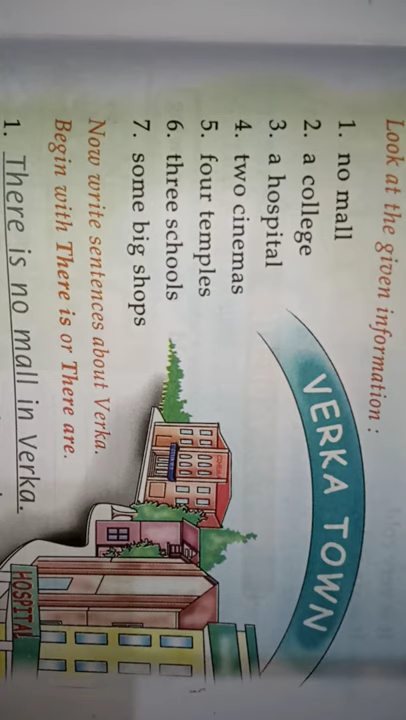 Look at the given information :
1. no mall
2. a college
3. a hospital
4. two cinemas
5. four temples
6. three schools
7. some big shops
VERKA TOWN
HOSPITAL
Now write sentences about Verka.
Begin with There is or There are.
1. There is no mall in Verka.